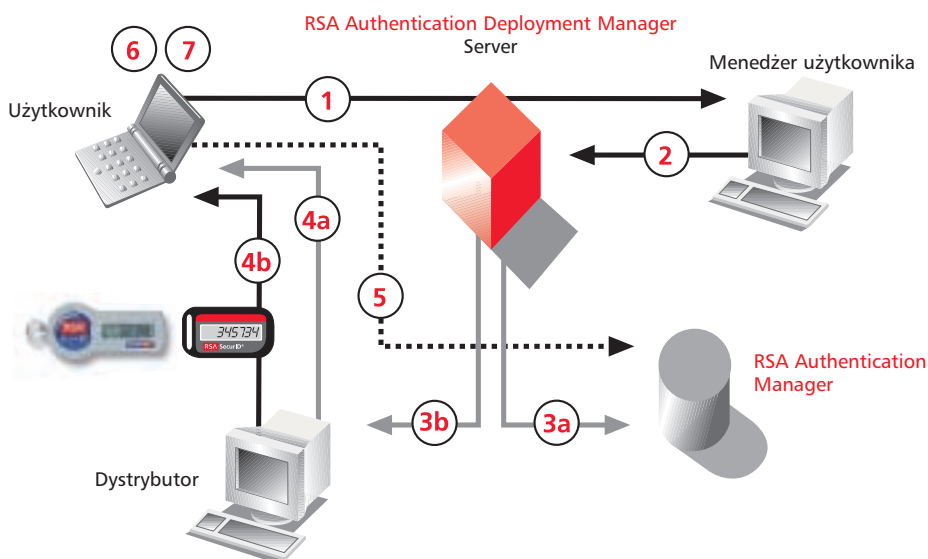 RSA Authentication Deployment Manager
Server
6
7
Menedżer użytkownika
Użytkownik
1
2
4a
4b
5
345734
RSA SecurID®
RSA
RSA Authentication
Manager
3b
3a
Dystrybutor